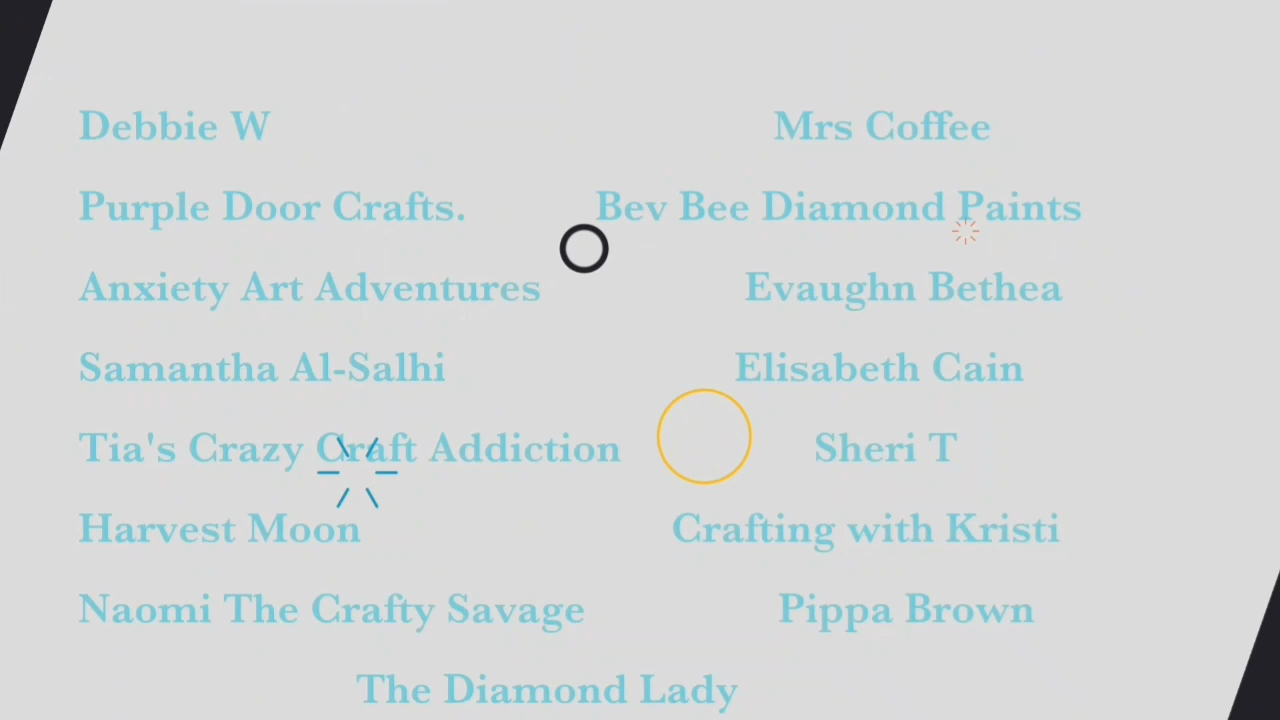 Debbie W Mrs Coffee
Purple Door Crafts. Bev Bee Diamond Paints
Anxiety Art Adventures Evaughn Bethea
Samantha Al-Salhi Elisabeth Cain
Tia's Crazy Craft Addiction Sheri T
Harvest Moon Crafting with Kristi
Naomi The Crafty Savage Pippa Brown
The Diamond Lady